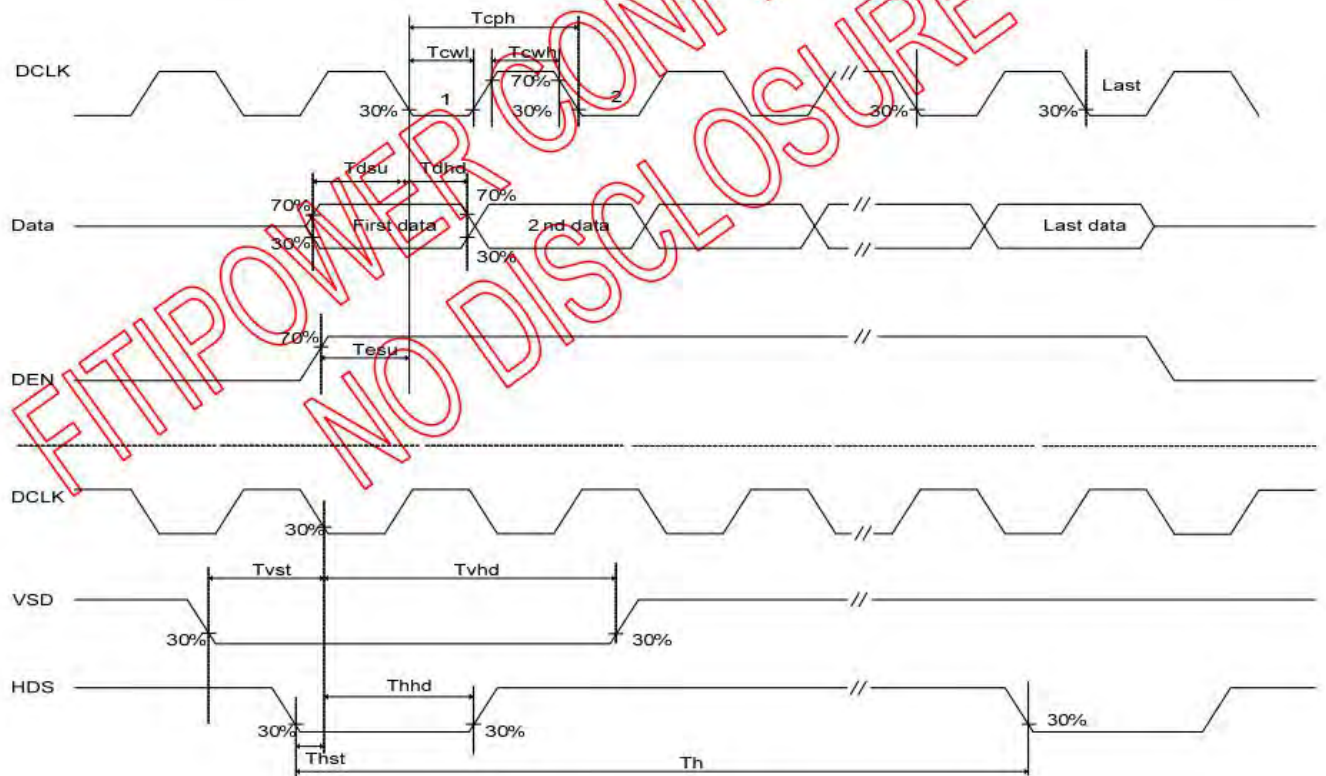 Tcph
Tcwl Tcwh
DCLK
70%
30% 1 30% 2 30% 30% Last
Tdsu Tdhd
70% 70%
Data First data 2 nd data Last data
30% 30%
70%
Tesu
DEN
FITIPOWER
NO DISCLOSURE
DCLK
30%
Tvst Tvhd
VSD
30% 30%
HDS
Thhd
30% 30% 30%
Thst
Th